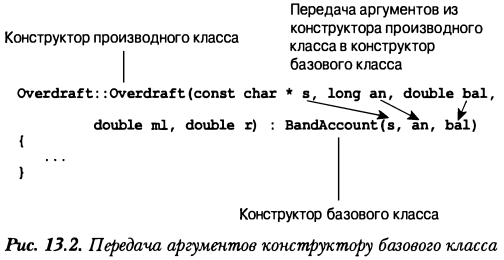 Передача аргументов из
конструктора производного
класса в конструктор
базового класса
Конструктор производного класса
Overdraft::Overdraft(const char * s, long an, double bal,
double ml, double r) : BandAccount(s, an, bal)
{
...
}
Конструктор базового класса
Рис. 13.2. Передача аргументов конструктору базового класса